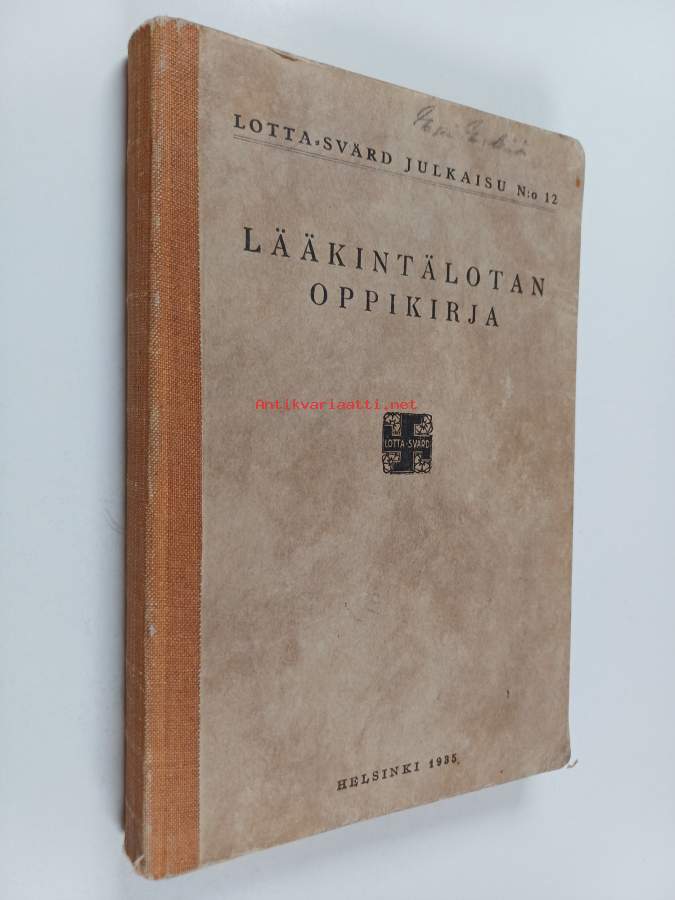 LOTTA-SVÄRD JULKAISU N:o 12
LÄÄKINTÄLOTAN
OPPIKIRJA
Antikvariaatti.net
LOTTA-SVÄRD
HELSINKI 1935